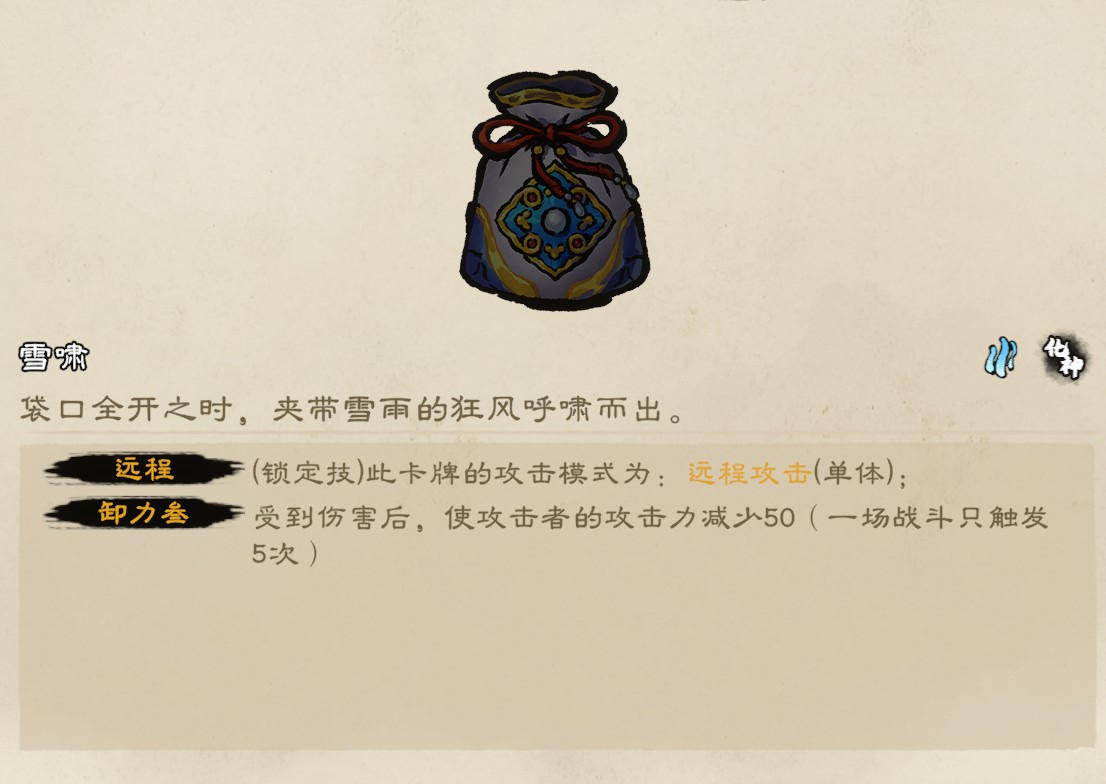 雪啸
化神
袋口全开之时，夹带雪雨的狂风呼啸而出。
远程 (锁定技)此卡牌的攻击模式为：远程攻击(单体)；
卸力叁 受到伤害后，使攻击者的攻击力减少50（一场战斗只触发
5次）